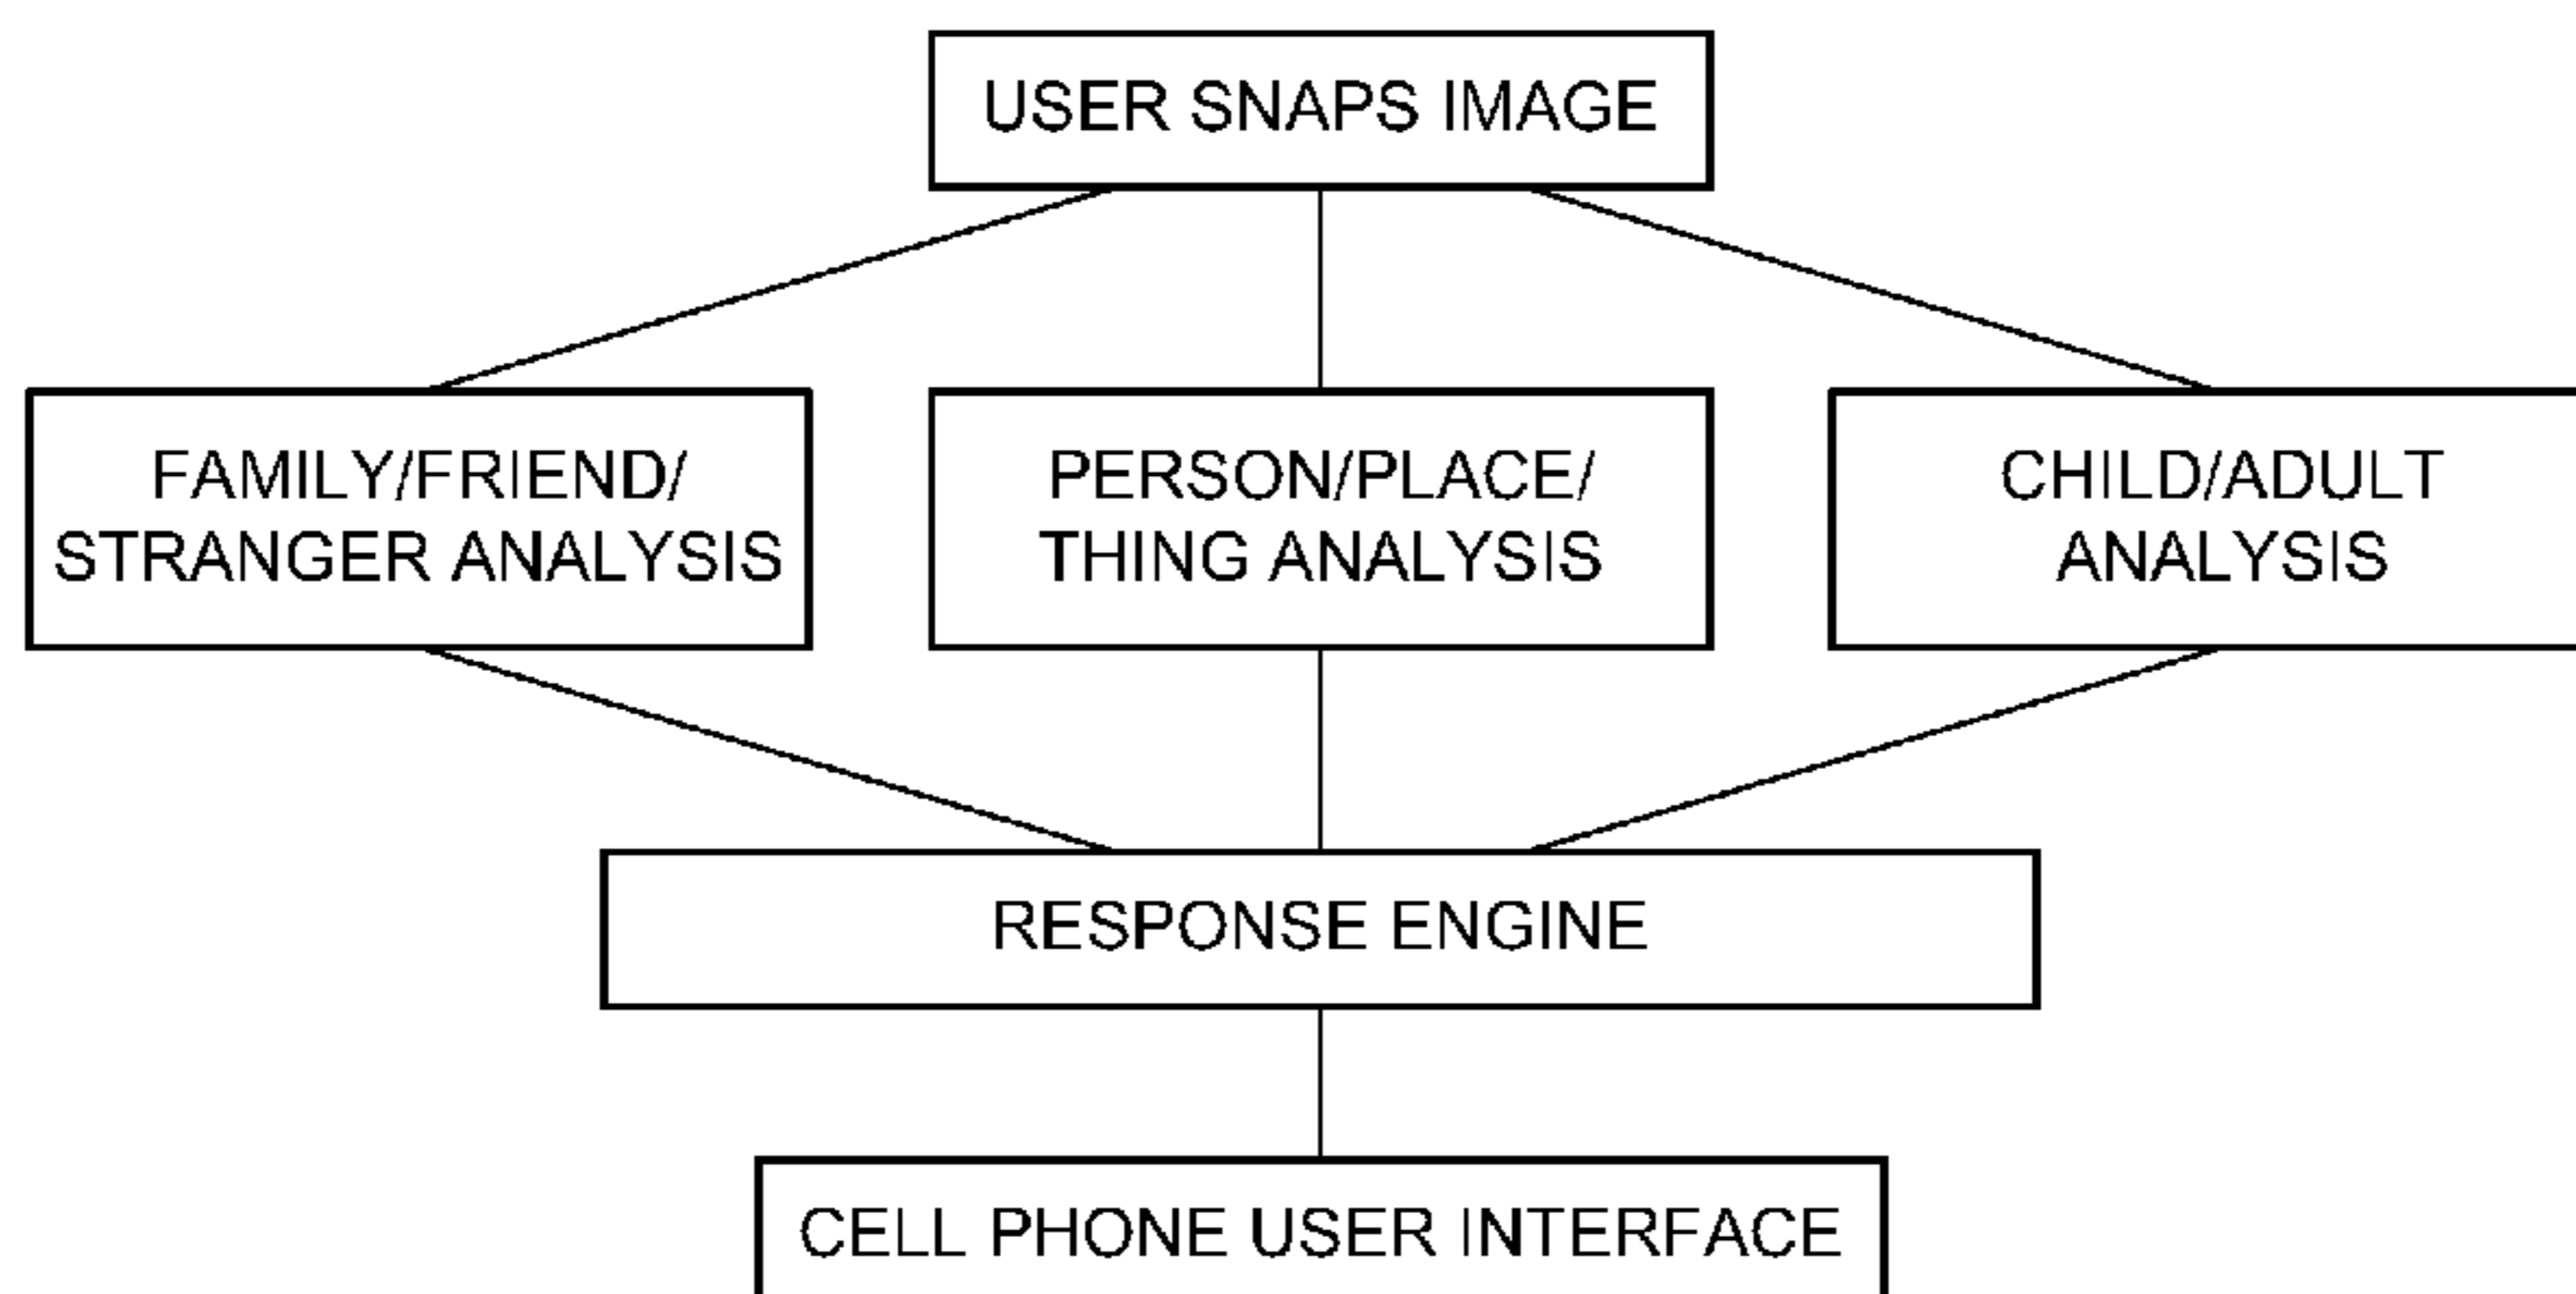 USER SNAPS IMAGE
FAMILY/FRIEND/
STRANGER ANALYSIS
PERSON/PLACE/
THING ANALYSIS
CHILD/ADULT
ANALYSIS
RESPONSE ENGINE
CELL PHONE USER INTERFACE